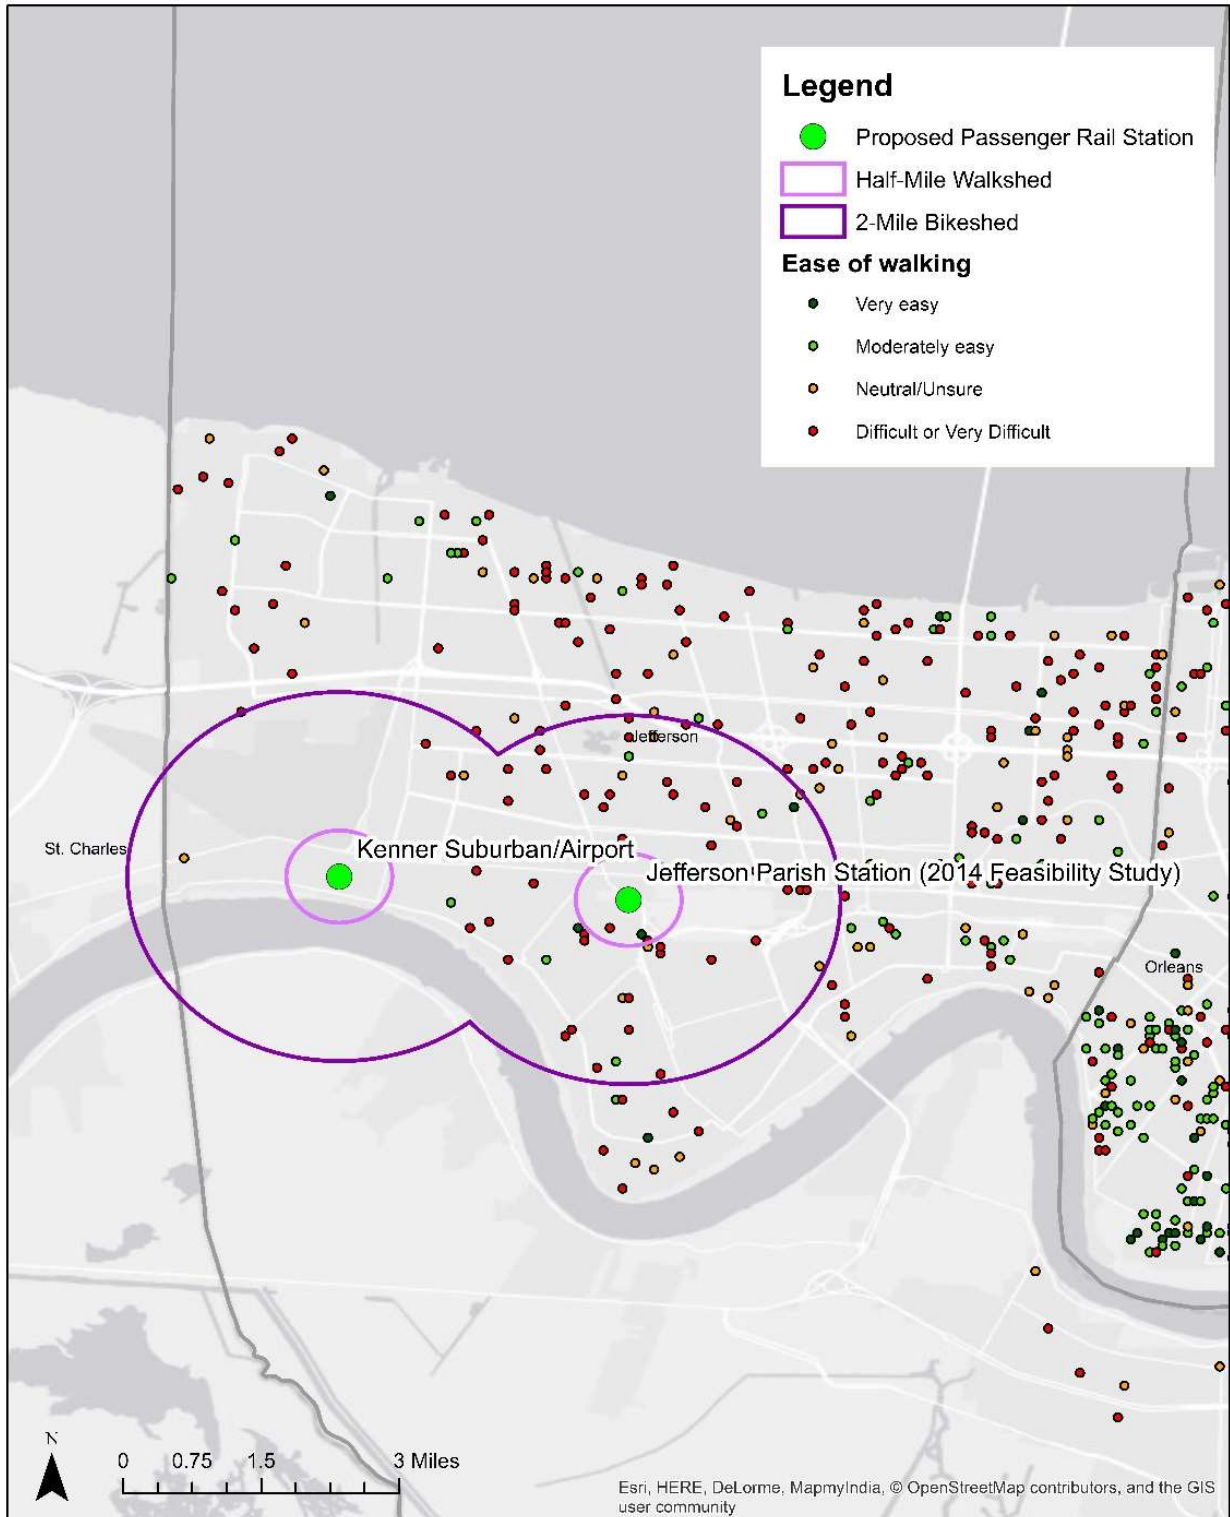 Legend
Proposed Passenger Rail Station
Half-Mile Walkshed
2-Mile Bikeshed
Ease of walking
Very easy
Moderately easy
Neutral/Unsure
Difficult or Very Difficult
Jefferson
St. Charles
Kenner Suburban/Airport
Jefferson Parish Station (2014 Feasibility Study)
Orleans
N
0 0.75 1.5 3 Miles
Esri, HERE, DeLorme, MapmyIndia, © OpenStreetMap contributors, and the GIS
user community